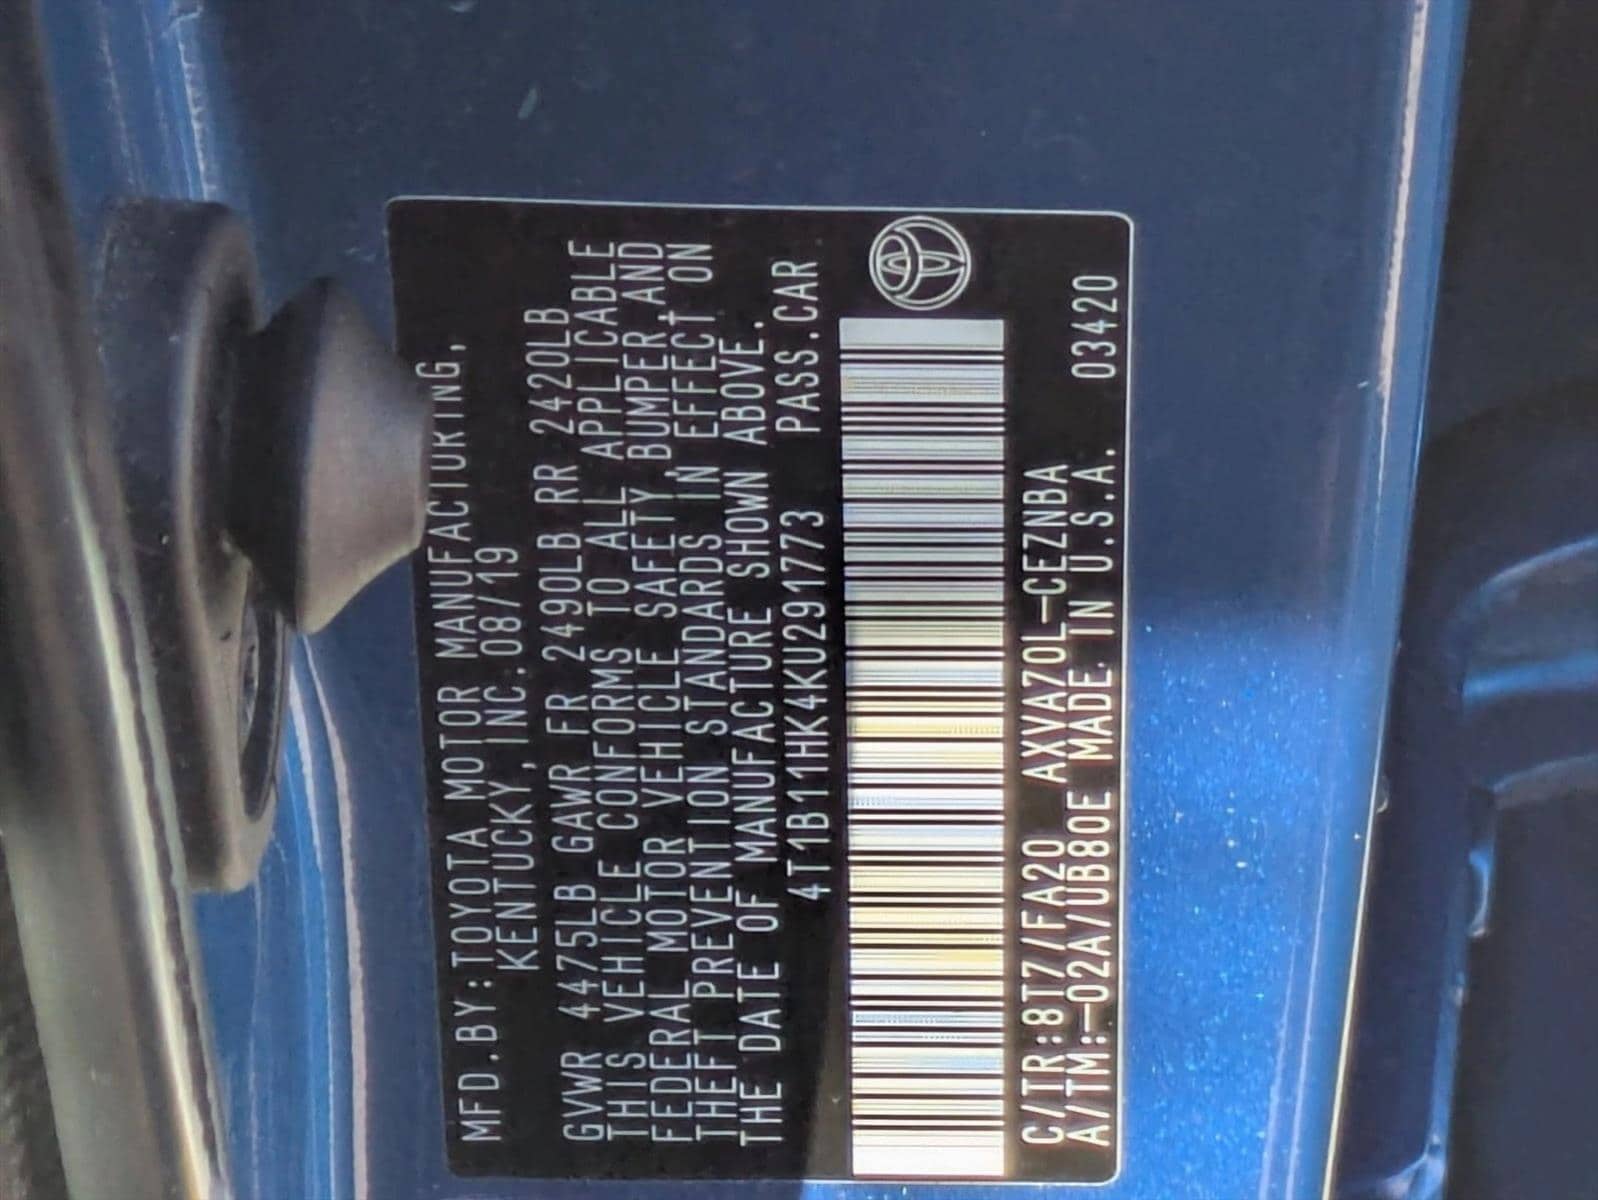 MFD.BY:TOYOTA MOTOR MANUFACTURING,
KENTUCKY,INC.08/19
GVWR 4475LB GAWR FR 2490LB RR 2420LB
THIS VEHICLE CONFORMS TO ALL APPLICABLE
FEDERAL MOTOR VEHICLE SAFETY,BUMPER,AND
THEFT PREVENTION STANDARDS IN EFFECT ON
THE DATE OF MANUFACTURE SHOWN ABOVE.
4T1B11HK4KU291773 PASS.CAR
C/TR:8T7/FA20 AXVA70L-CEZNBA
A/TM:-02A/UB80E MADE IN U.S.A. 03420